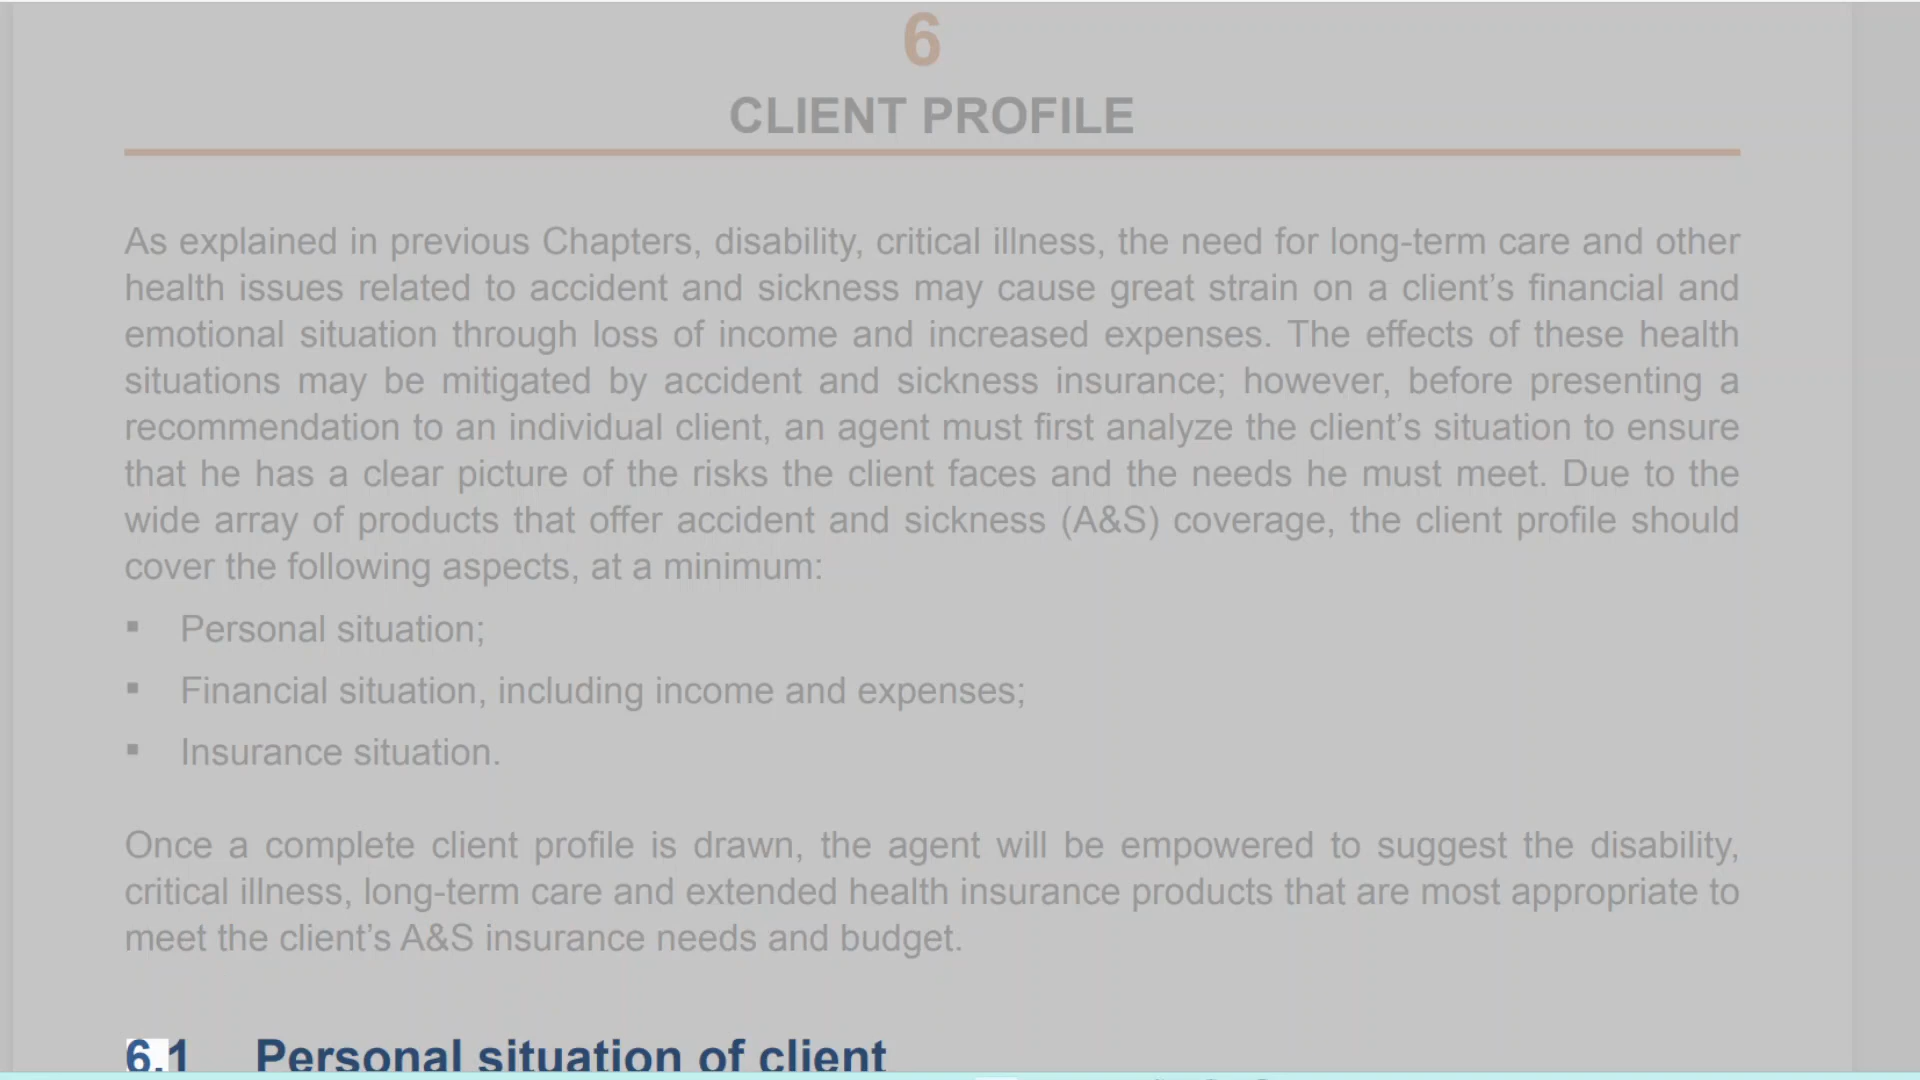 6
CLIENT PROFILE
As explained in previous Chapters, disability, critical illness, the need for long-term care and other
health issues related to accident and sickness may cause great strain on a client’s financial and
emotional situation through loss of income and increased expenses. The effects of these health
situations may be mitigated by accident and sickness insurance; however, before presenting a
recommendation to an individual client, an agent must first analyze the client’s situation to ensure
that he has a clear picture of the risks the client faces and the needs he must meet. Due to the
wide array of products that offer accident and sickness (A&S) coverage, the client profile should
cover the following aspects, at a minimum:
▪ Personal situation;
▪ Financial situation, including income and expenses;
▪ Insurance situation.
Once a complete client profile is drawn, the agent will be empowered to suggest the disability,
critical illness, long-term care and extended health insurance products that are most appropriate to
meet the client’s A&S insurance needs and budget.
6.1 Personal situation of client